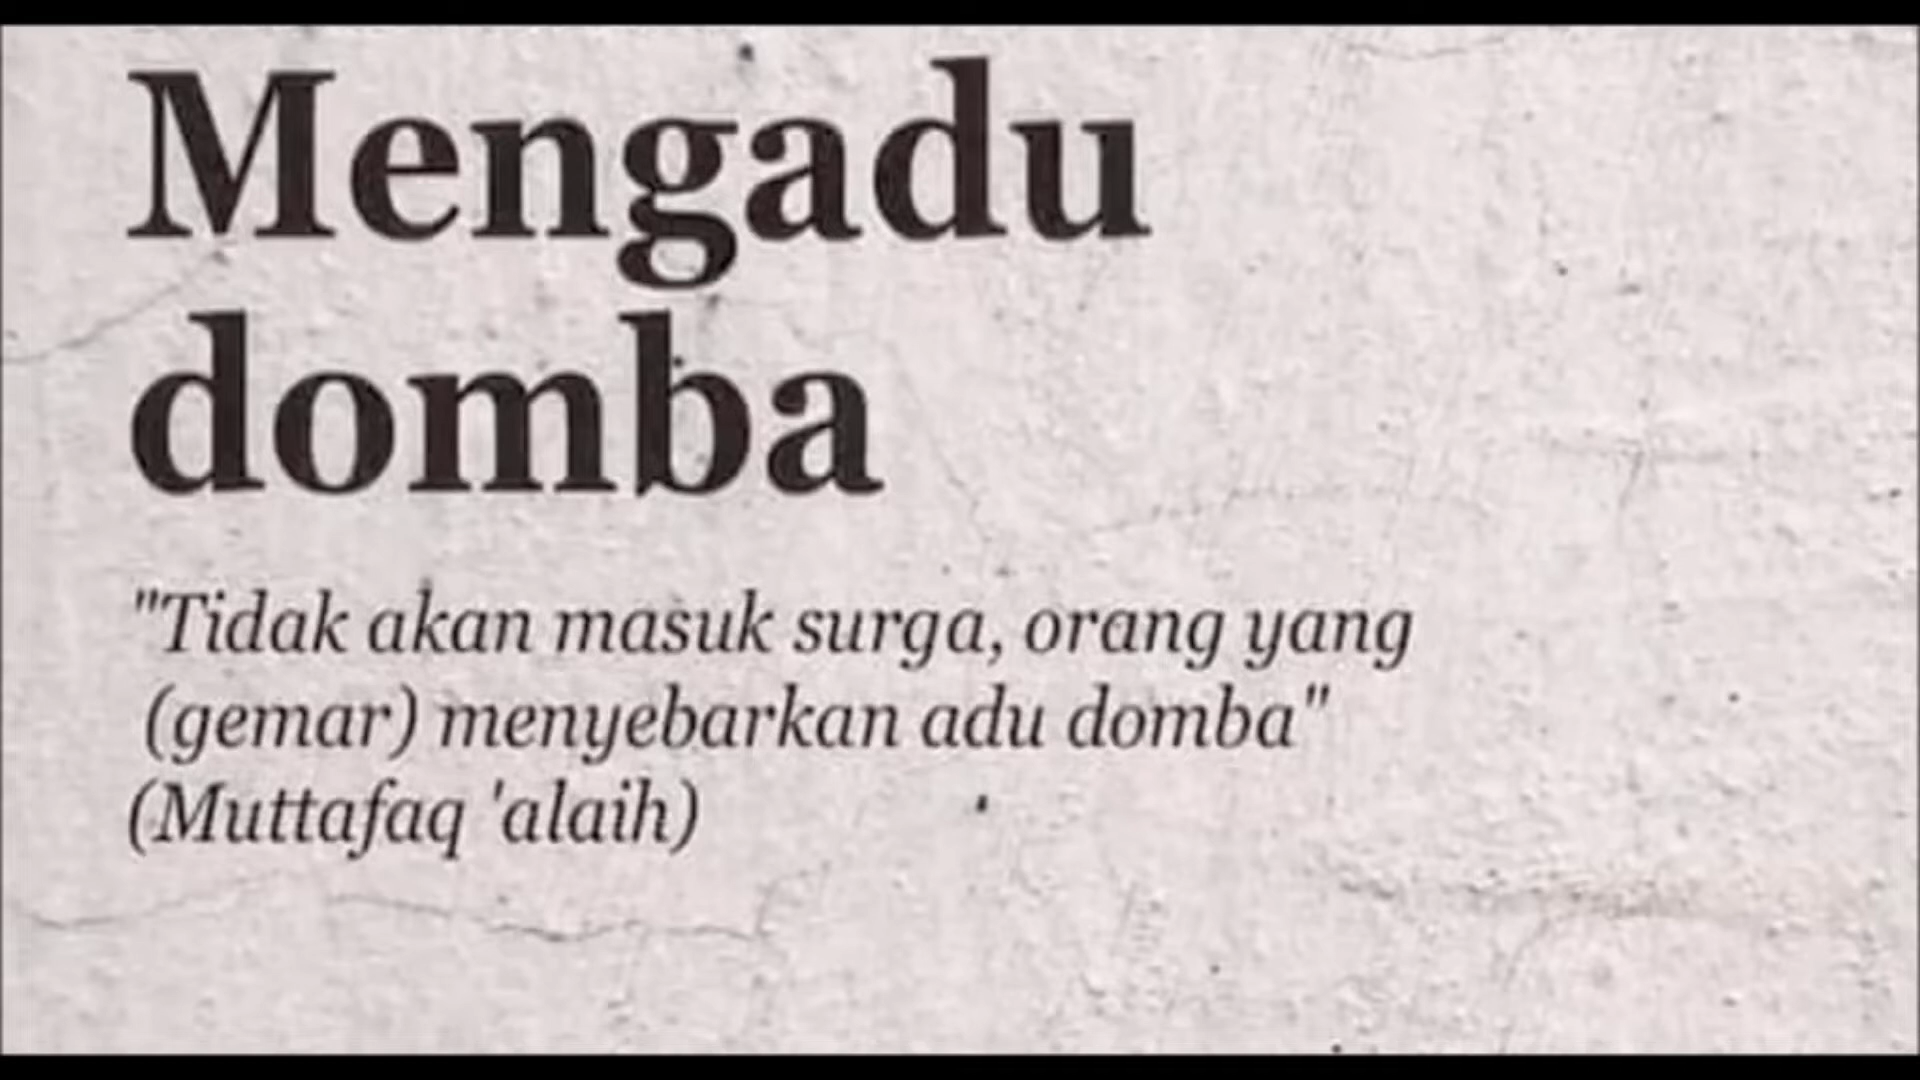 Mengadu
domba
"Tidak akan masuk surga, orang yang
(gemar) menyebarkan adu domba"
(Muttafaq 'alaih)